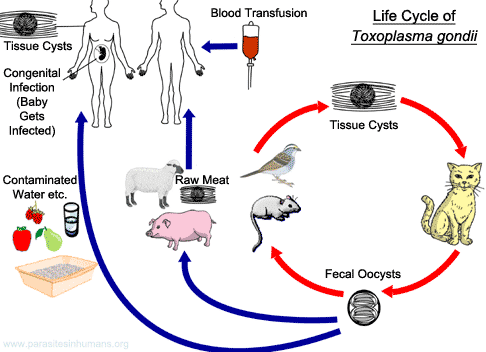 Blood Transfusion
Life Cycle of
Toxoplasma gondii
Tissue Cysts
Congenital
Infection
(Baby
Gets
Infected)
Tissue Cysts
Contaminated
Water etc.
Raw Meat
Fecal Oocysts
www.parasitesinhumans.org